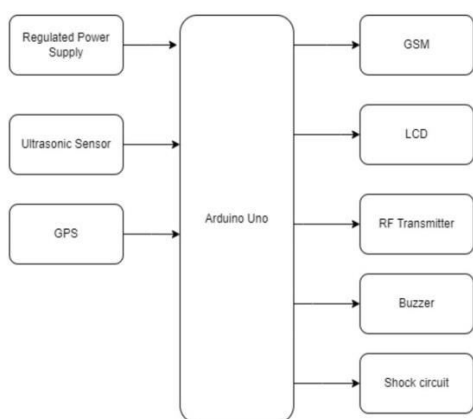 Regulated Power
Supply
GSM
Ultrasonic Sensor
LCD
Arduino Uno
GPS
RF Transmitter
Buzzer
Shock circuit